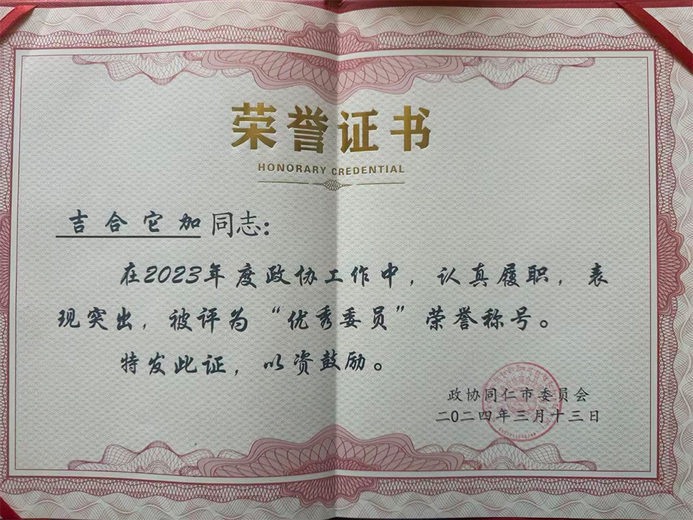 荣誉证书
HONORARY CREDENTIAL
吉合它加同志：
在2023年度政协工作中，认真履职，表
现突出，被评为“优秀委员”荣誉称号。
特发此证，以资鼓励。
政协同仁市委员会
二〇二四年三月十三日